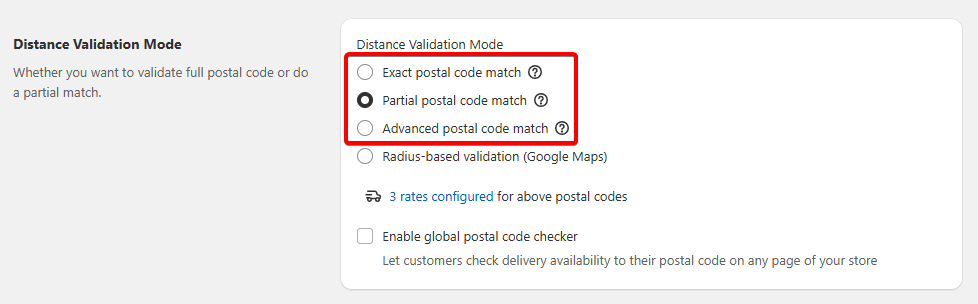 Distance Validation Mode
Whether you want to validate full postal code or do
a partial match.
Distance Validation Mode
Exact postal code match ?
Partial postal code match ?
Advanced postal code match ?
Radius-based validation (Google Maps)
3 rates configured for above postal codes
Enable global postal code checker
Let customers check delivery availability to their postal code on any page of your store